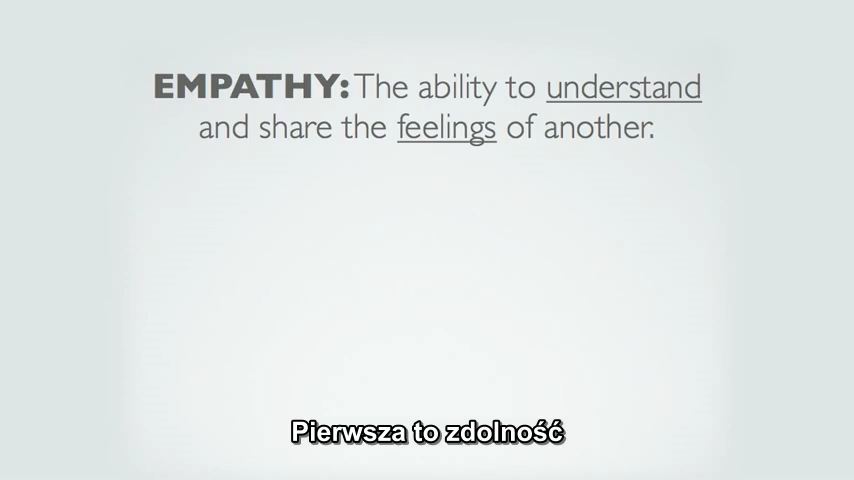 EMPATHY: The ability to understand
and share the feelings of another.
Pierwsza to zdolność